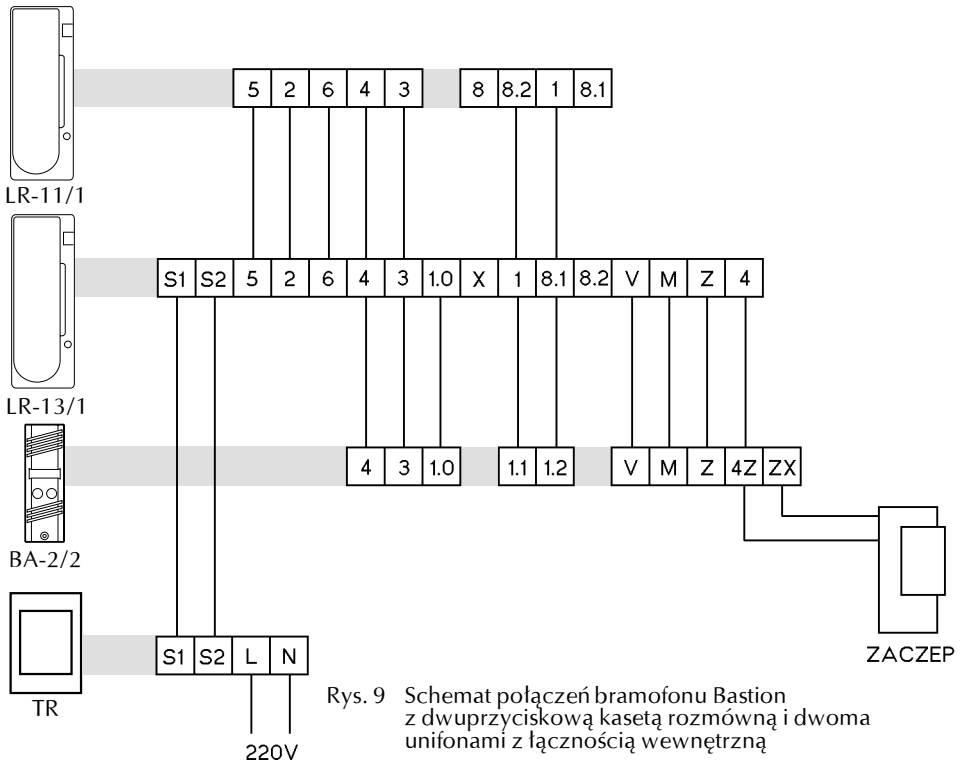 5 2 6 4 3 8 8.2 1 8.1
LR-11/1
S1 S2 5 2 6 4 3 1.0 X 1 8.1 8.2 V M Z 4
LR-13/1
4 3 1.0 1.1 1.2 V M Z 4Z ZX
BA-2/2
ZACZEP
S1 S2 L N
TR
220V
Rys. 9 Schemat połączeń bramofonu Bastion
z dwuprzyciskową kasetą rozmówną i dwoma
unifonami z łącznością wewnętrzną